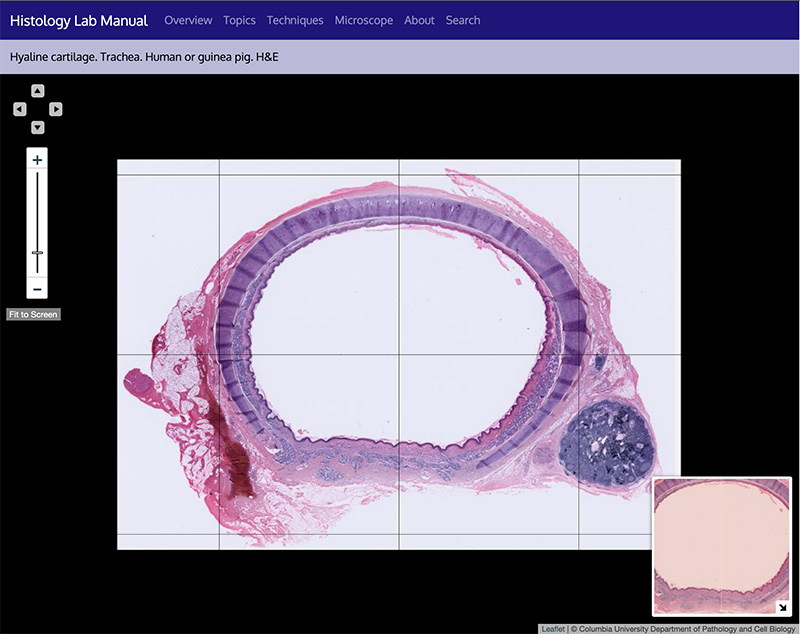 Histology Lab Manual Overview Topics Techniques Microscope About Search
Hyaline cartilage. Trachea. Human or guinea pig. H&E
+
−
Fit to Screen
Leaflet | © Columbia University Department of Pathology and Cell Biology